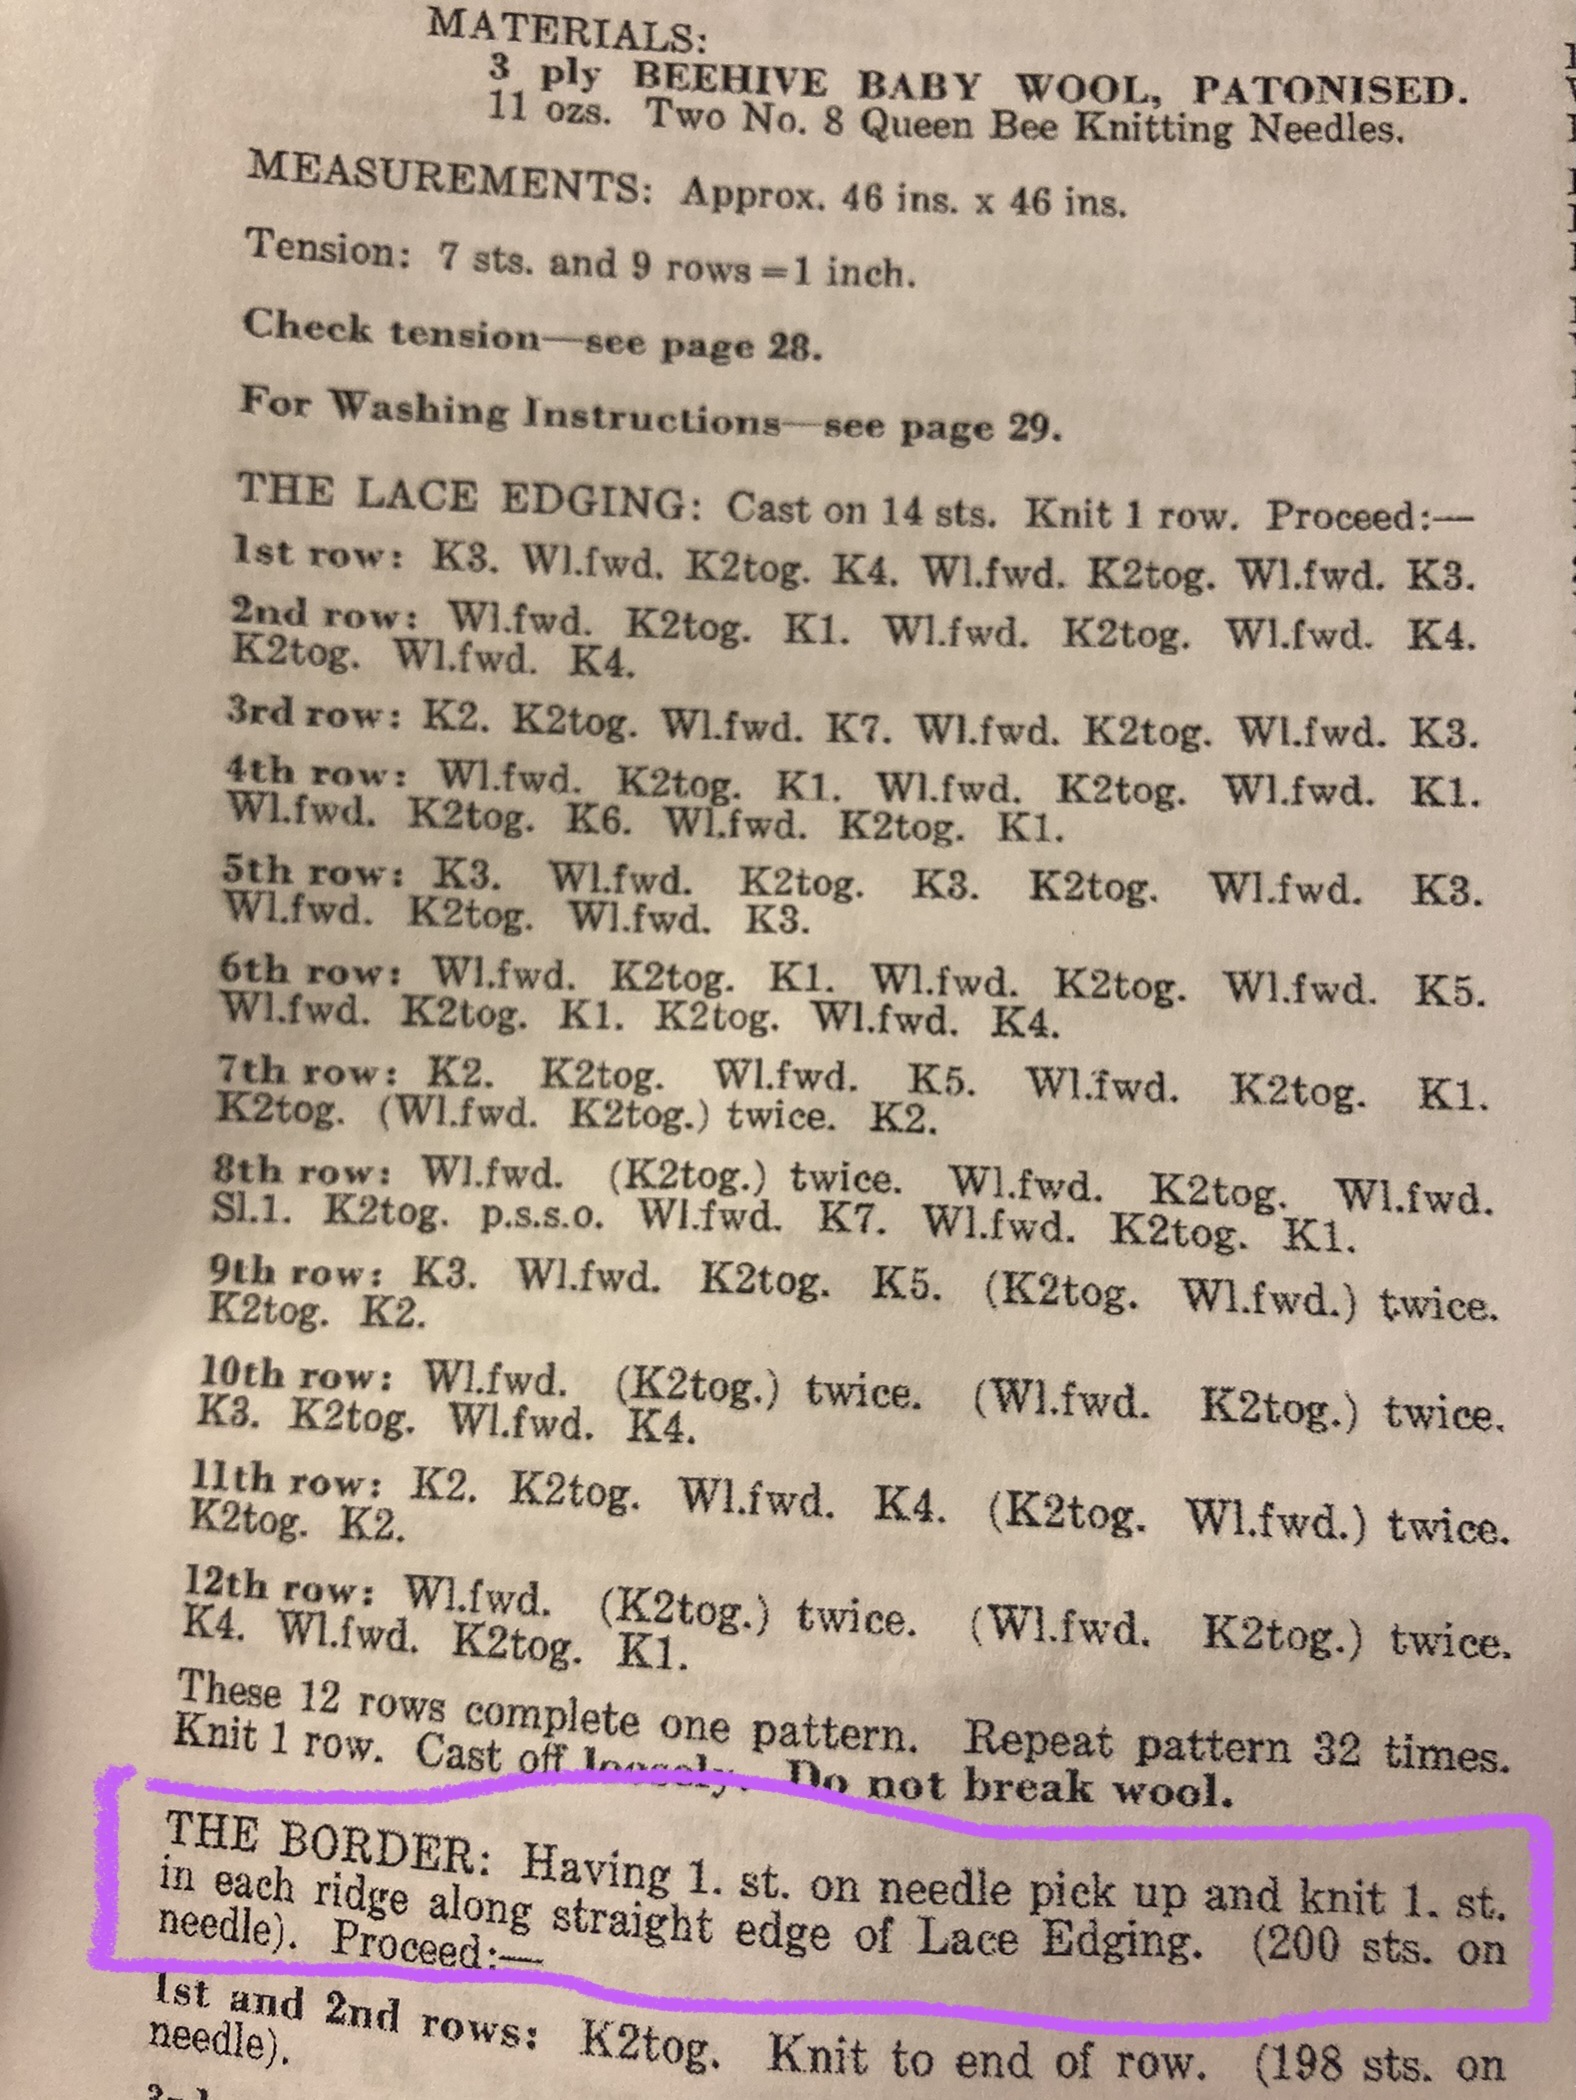 MATERIALS:
3 ply BEEHIVE BABY WOOL, PATONISED.
11 ozs. Two No. 8 Queen Bee Knitting Needles.
MEASUREMENTS: Approx. 46 ins. x 46 ins.
Tension: 7 sts. and 9 rows=1 inch.
Check tension—see page 28.
For Washing Instructions—see page 29.
THE LACE EDGING: Cast on 14 sts. Knit 1 row. Proceed:—
1st row: K3. Wl.fwd. K2tog. K4. Wl.fwd. K2tog. Wl.fwd. K3.
2nd row: Wl.fwd. K2tog. K1. Wl.fwd. K2tog. Wl.fwd. K4.
K2tog. Wl.fwd. K4.
3rd row: K2. K2tog. Wl.fwd. K7. Wl.fwd. K2tog. Wl.fwd. K3.
4th row: Wl.fwd. K2tog. K1. Wl.fwd. K2tog. Wl.fwd. K1.
Wl.fwd. K2tog. K6. Wl.fwd. K2tog. K1.
5th row: K3. Wl.fwd. K2tog. K3. K2tog. Wl.fwd. K3.
Wl.fwd. K2tog. Wl.fwd. K3.
6th row: Wl.fwd. K2tog. K1. Wl.fwd. K2tog. Wl.fwd. K5.
Wl.fwd. K2tog. K1. K2tog. Wl.fwd. K4.
7th row: K2. K2tog. Wl.fwd. K5. Wl.fwd. K2tog. K1.
K2tog. (Wl.fwd. K2tog.) twice. K2.
8th row: Wl.fwd. (K2tog.) twice. Wl.fwd. K2tog. Wl.fwd.
Sl.1. K2tog. p.s.s.o. Wl.fwd. K7. Wl.fwd. K2tog. K1.
9th row: K3. Wl.fwd. K2tog. K5. (K2tog. Wl.fwd.) twice.
K2tog. K2.
10th row: Wl.fwd. (K2tog.) twice. (Wl.fwd. K2tog.) twice.
K3. K2tog. Wl.fwd. K4.
11th row: K2. K2tog. Wl.fwd. K4. (K2tog. Wl.fwd.) twice.
K2tog. K2.
12th row: Wl.fwd. (K2tog.) twice. (Wl.fwd. K2tog.) twice.
K4. Wl.fwd. K2tog. K1.
These 12 rows complete one pattern. Repeat pattern 32 times.
Knit 1 row. Cast off loosely. Do not break wool.
THE BORDER: Having 1. st. on needle pick up and knit 1. st.
in each ridge along straight edge of Lace Edging. (200 sts. on
needle). Proceed:—
1st and 2nd rows: K2tog. Knit to end of row. (198 sts. on
needle).